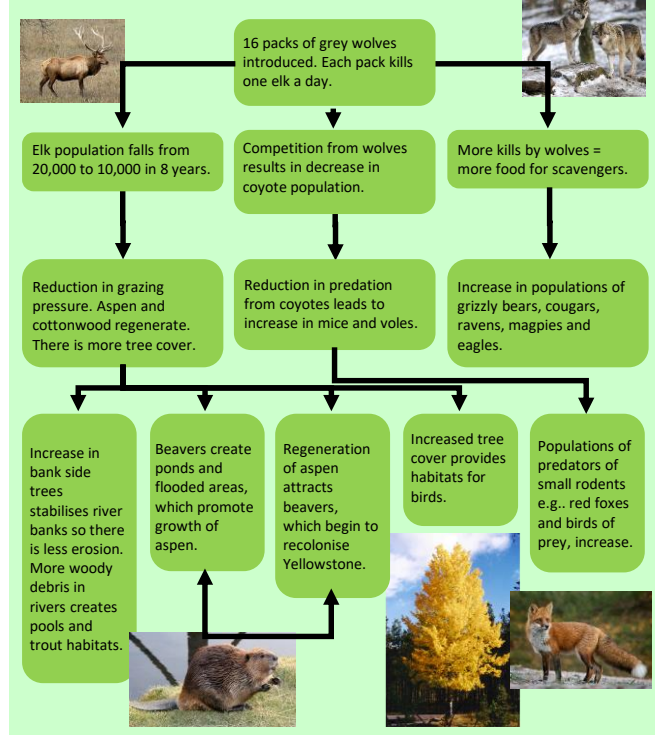 16 packs of grey wolves
introduced. Each pack kills
one elk a day.
Elk population falls from
20,000 to 10,000 in 8 years.
Competition from wolves
results in decrease in
coyote population.
More kills by wolves =
more food for scavengers.
Reduction in grazing
pressure. Aspen and
cottonwood regenerate.
There is more tree cover.
Reduction in predation
from coyotes leads to
increase in mice and voles.
Increase in populations of
grizzly bears, cougars,
ravens, magpies and
eagles.
Increase in
bank side
trees
stabilises river
banks so there
is less erosion.
More woody
debris in
rivers creates
pools and
trout habitats.
Beavers create
ponds and
flooded areas,
which promote
growth of
aspen.
Regeneration
of aspen
attracts
beavers,
which begin to
recolonise
Yellowstone.
Increased tree
cover provides
habitats for
birds.
Populations of
predators of
small rodents
e.g.. red foxes
and birds of
prey, increase.